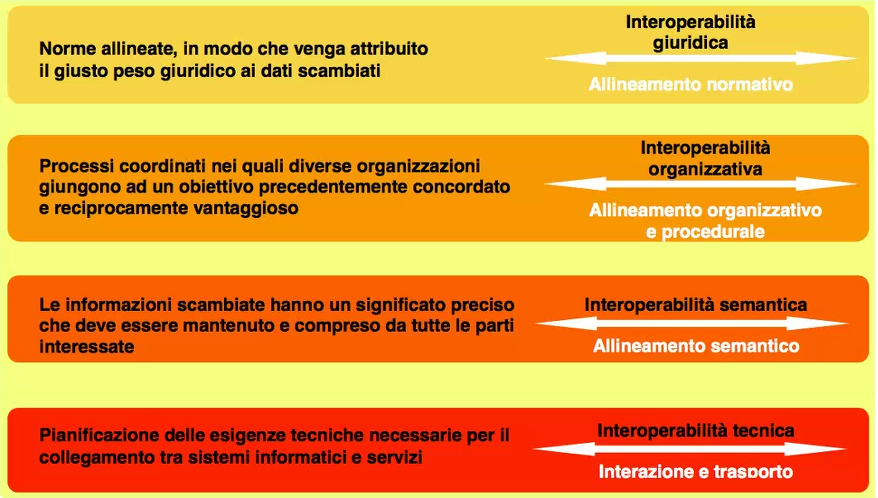 Norme allineate, in modo che venga attribuito
il giusto peso giuridico ai dati scambiati
Interoperabilità
giuridica
Allineamento normativo
Processi coordinati nei quali diverse organizzazioni
giungono ad un obiettivo precedentemente concordato
e reciprocamente vantaggioso
Interoperabilità
organizzativa
Allineamento organizzativo
e procedurale
Le informazioni scambiate hanno un significato preciso
che deve essere mantenuto e compreso da tutte le parti
interessate
Interoperabilità semantica
Allineamento semantico
Pianificazione delle esigenze tecniche necessarie per il
collegamento tra sistemi informatici e servizi
Interoperabilità tecnica
Interazione e trasporto